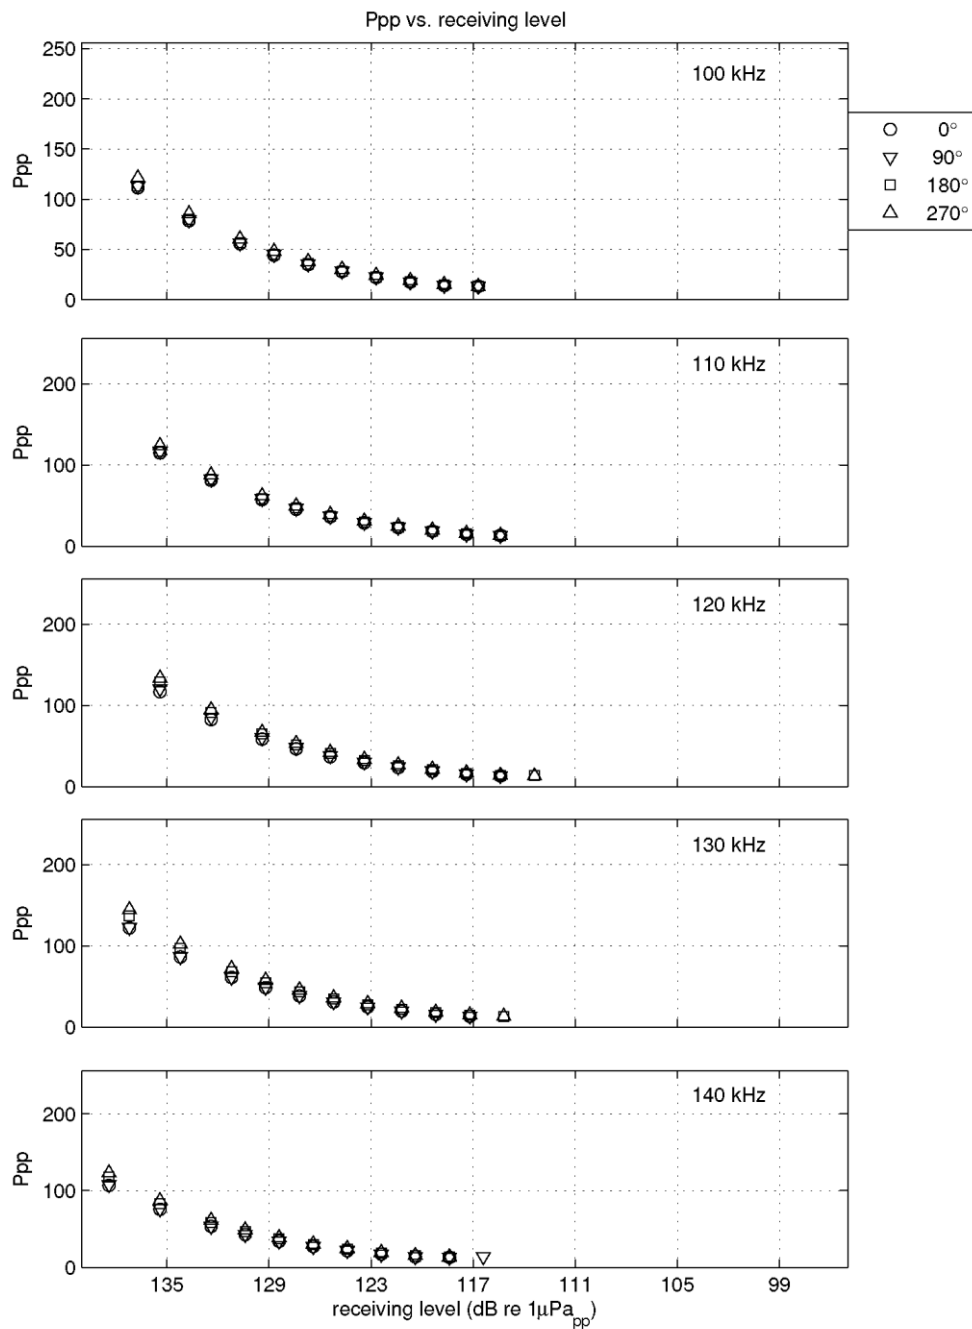 Ppp vs. receiving level
250
200
150
100
50
0
Ppp
100 kHz
0°
90°
180°
270°
200
100
0
Ppp
110 kHz
200
100
0
Ppp
120 kHz
200
100
0
Ppp
130 kHz
200
100
0
Ppp
140 kHz
135 129 123 117 111 105 99
receiving level (dB re 1μPapp)